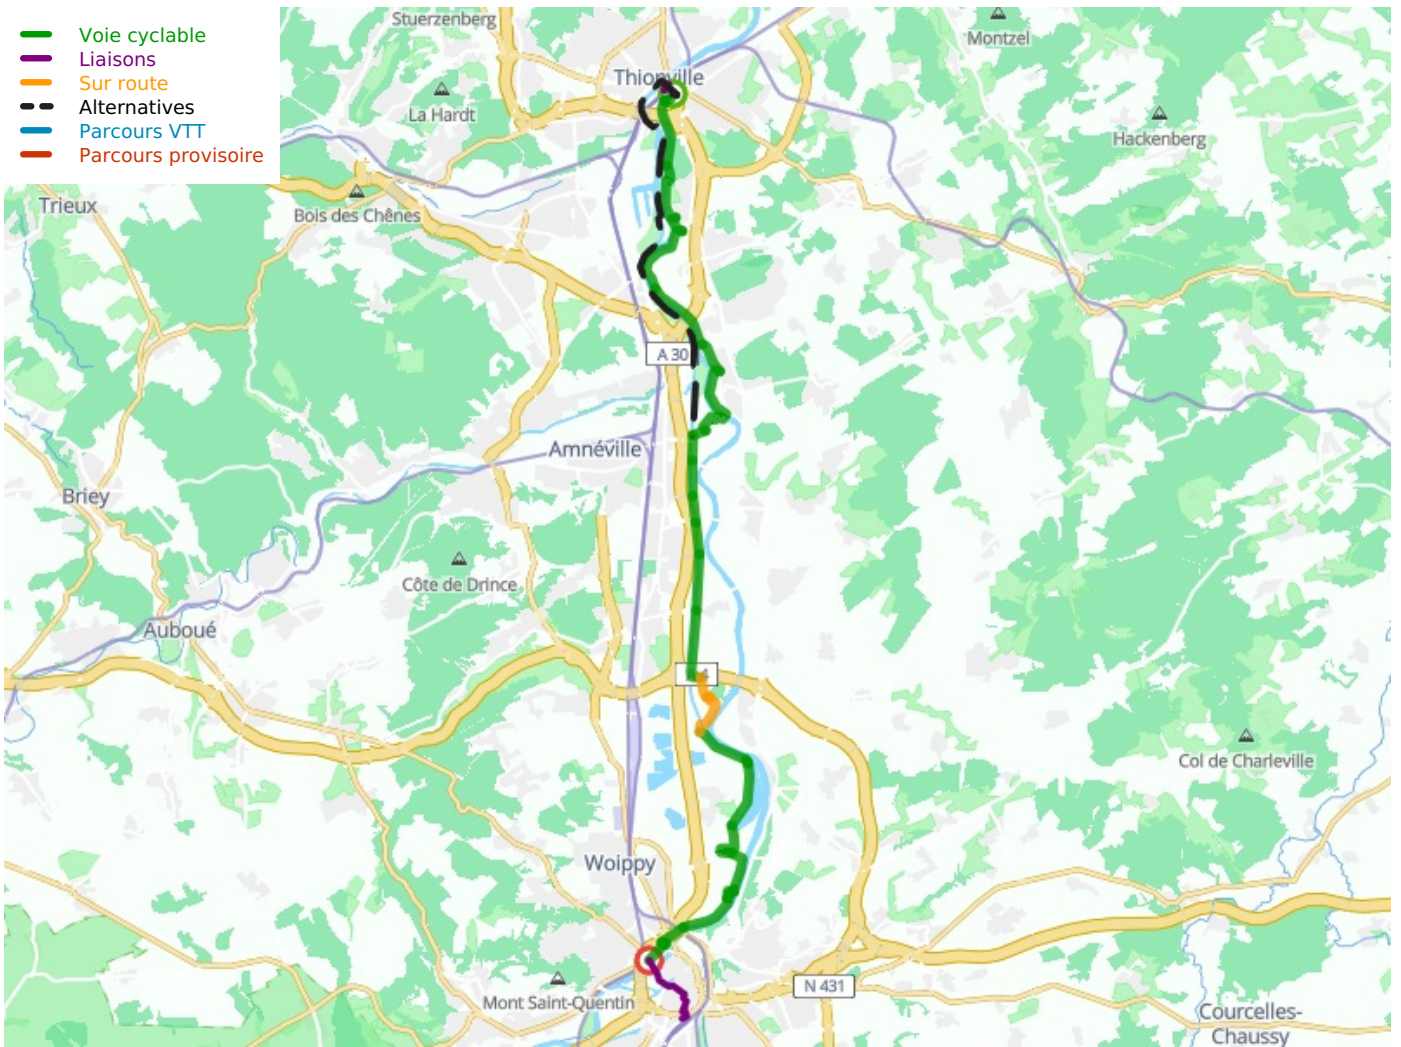 Voie cyclable
Liaisons
Sur route
Alternatives
Parcours VTT
Parcours provisoire
Stuerzenberg
Montzel
Thionville
La Hardt
Hackenberg
Trieux
Bois des Chênes
A 30
Amnéville
Briey
Côte de Drince
Auboué
Col de Charleville
Woippy
N 431
Mont Saint-Quentin
Courcelles-
Chaussy